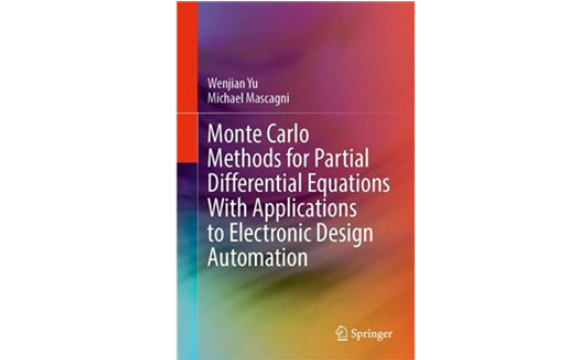 Wenjian Yu
Michael Mascagni
Monte Carlo
Methods for Partial
Differential Equations
With Applications
to Electronic Design
Automation
Springer